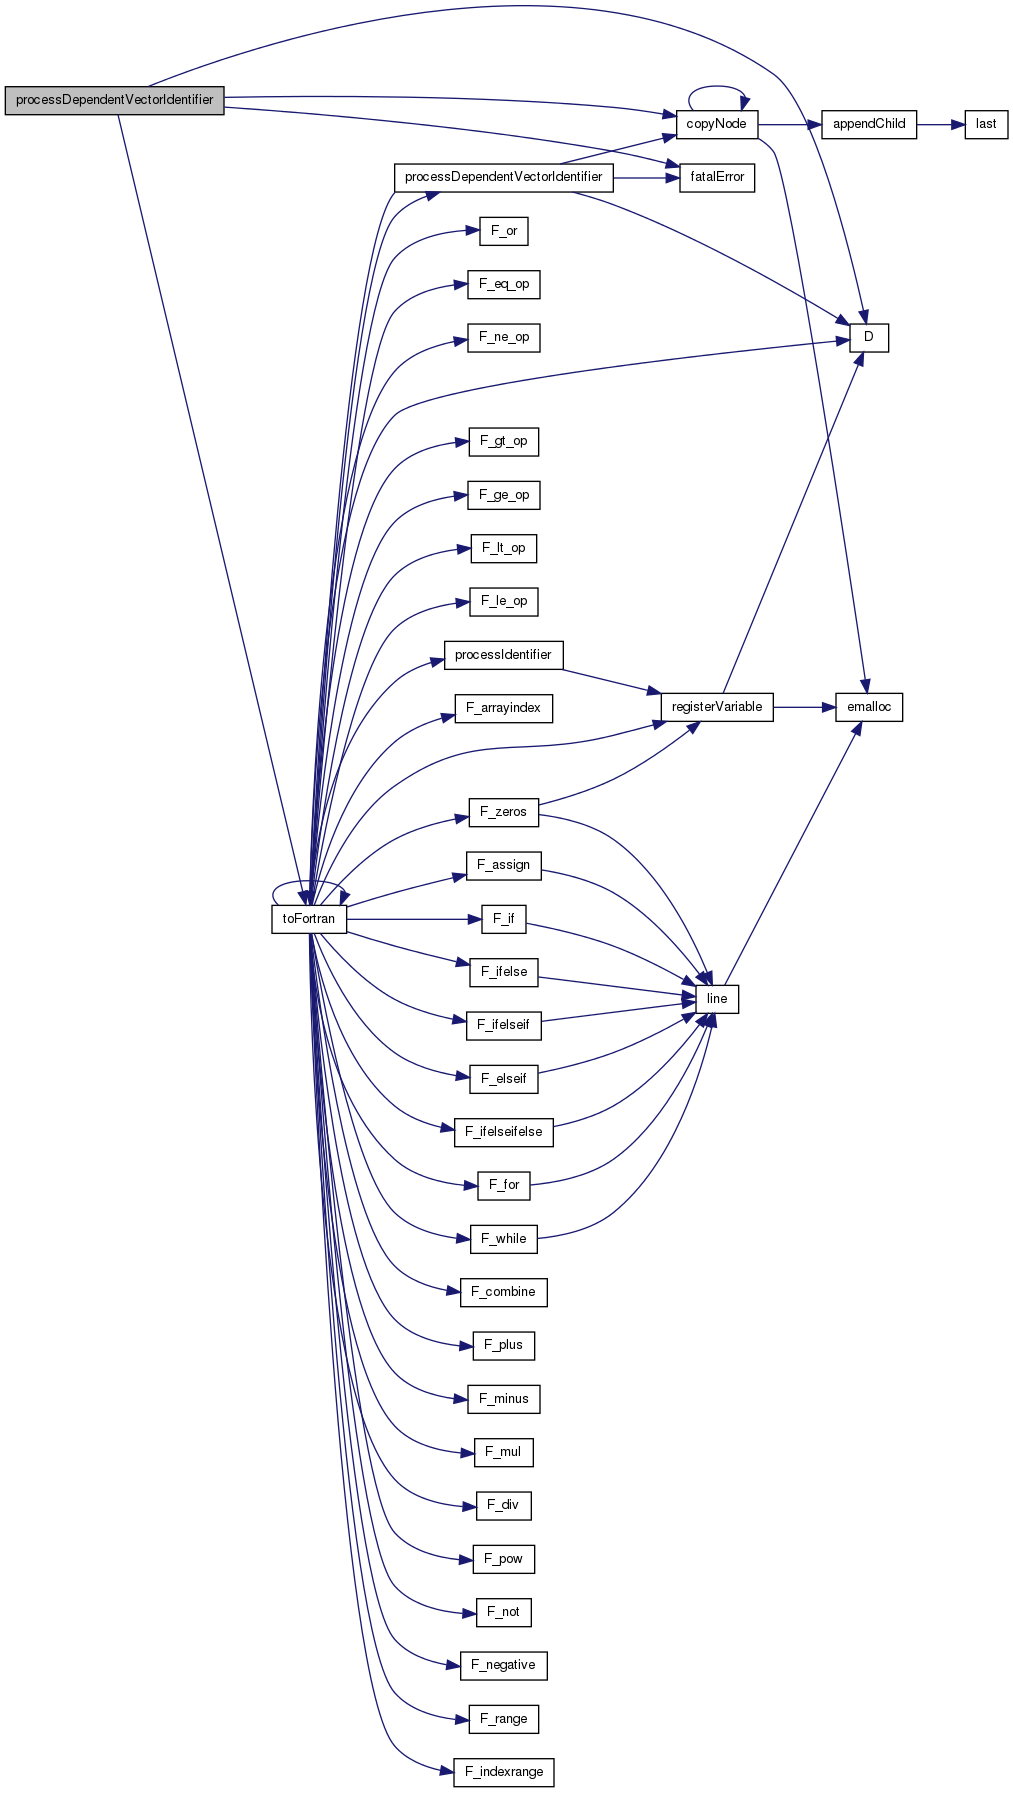 processDependentVectorIdentifier
copyNode
appendChild
last
processDependentVectorIdentifier
fatalError
F_or
F_eq_op
F_ne_op
D
F_gt_op
F_ge_op
F_lt_op
F_le_op
processIdentifier
F_arrayindex
registerVariable
emalloc
F_zeros
F_assign
toFortran
F_if
F_ifelse
line
F_ifelseif
F_elseif
F_ifelseifelse
F_for
F_while
F_combine
F_plus
F_minus
F_mul
F_div
F_pow
F_not
F_negative
F_range
F_indexrange